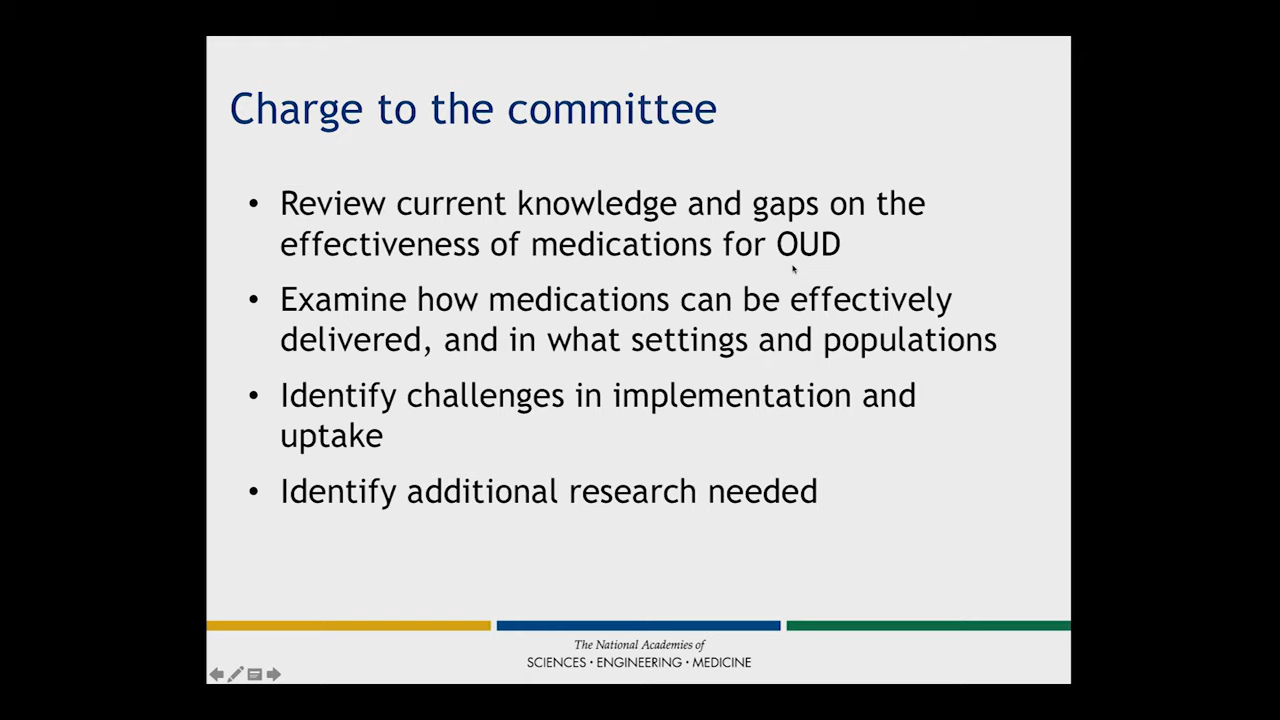 Charge to the committee
• Review current knowledge and gaps on the
effectiveness of medications for OUD
• Examine how medications can be effectively
delivered, and in what settings and populations
• Identify challenges in implementation and
uptake
• Identify additional research needed
The National Academies of
SCIENCES · ENGINEERING · MEDICINE